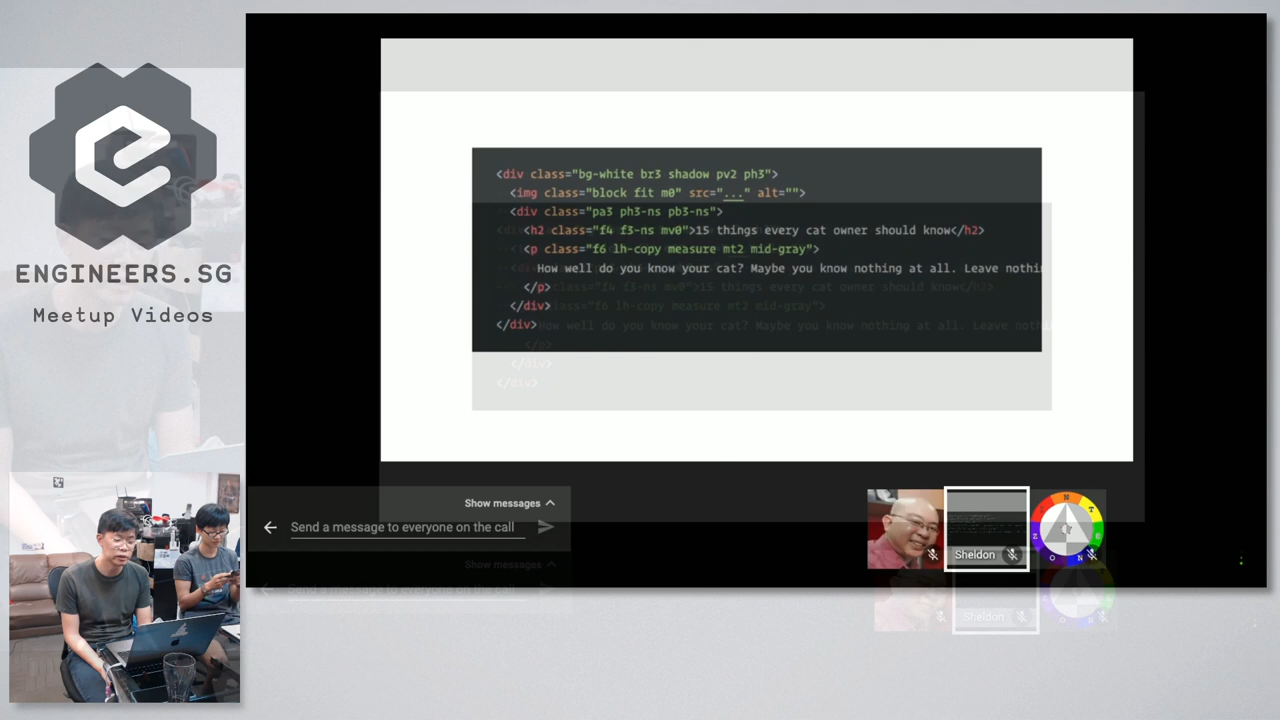 ENGINEERS.SG
Meetup Videos
<div class="bg-white br3 shadow pv2 ph3">
<img class="block fit m0" src="..." alt="">
<div class="pa3 ph3-ns pb3-ns">
<h2 class="f4 f3-ns mv0">15 things every cat owner should know</h2>
<p class="f6 lh-copy measure mt2 mid-gray">
How well do you know your cat? Maybe you know nothing at all. Leave nothi
</p>
</div>
</div>
Show messages
Send a message to everyone on the call
Sheldon